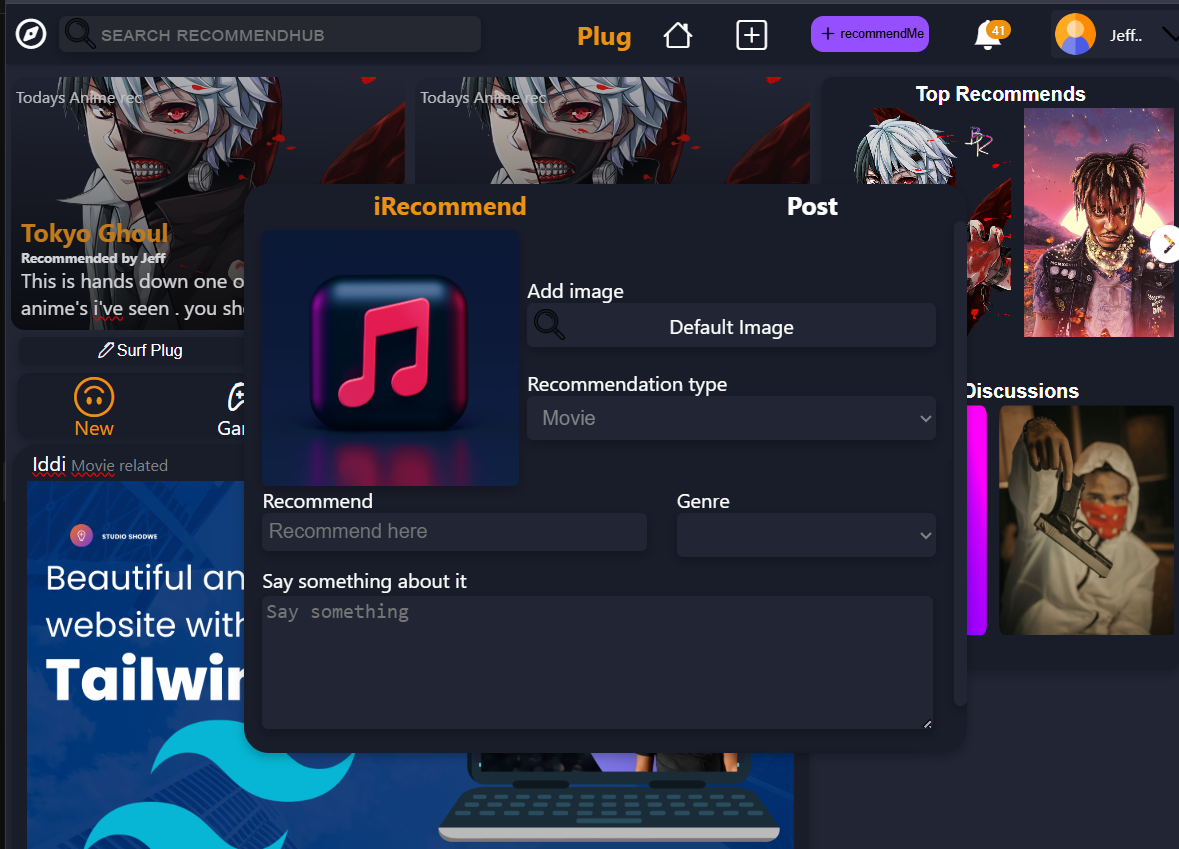 SEARCH RECOMMENDHUB
Plug
+ recommendMe
41
Jeff..
Todays Anime rec
Todays Anime rec
Top Recommends
BK
iRecommend
Post
Tokyo Ghoul
Recommended by Jeff
This is hands down one o
anime's i've seen . you sh
Add image
Default Image
Surf Plug
Recommendation type
Movie
Discussions
New
Gar
Iddi Movie related
Recommend
Genre
Recommend here
STUDIO SHODWE
Beautiful an
website with
Tailwin
Say something about it
Say something